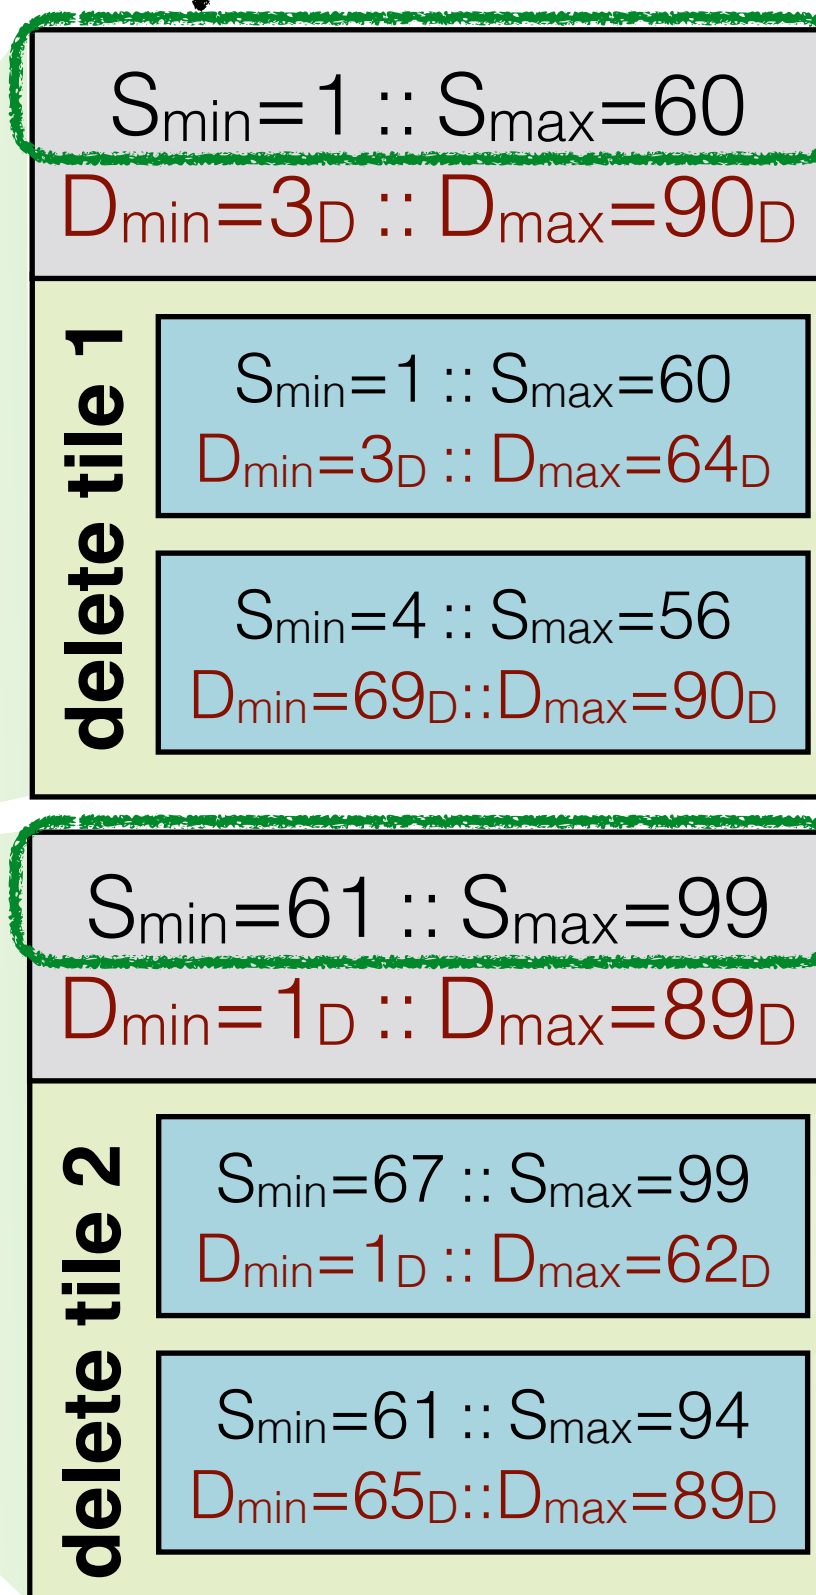 Smin=1 :: Smax=60
Dmin=3D :: Dmax=90D
delete tile 1
Smin=1 :: Smax=60
Dmin=3D :: Dmax=64D
Smin=4 :: Smax=56
Dmin=69D::Dmax=90D
Smin=61 :: Smax=99
Dmin=1D :: Dmax=89D
delete tile 2
Smin=67 :: Smax=99
Dmin=1D :: Dmax=62D
Smin=61 :: Smax=94
Dmin=65D::Dmax=89D